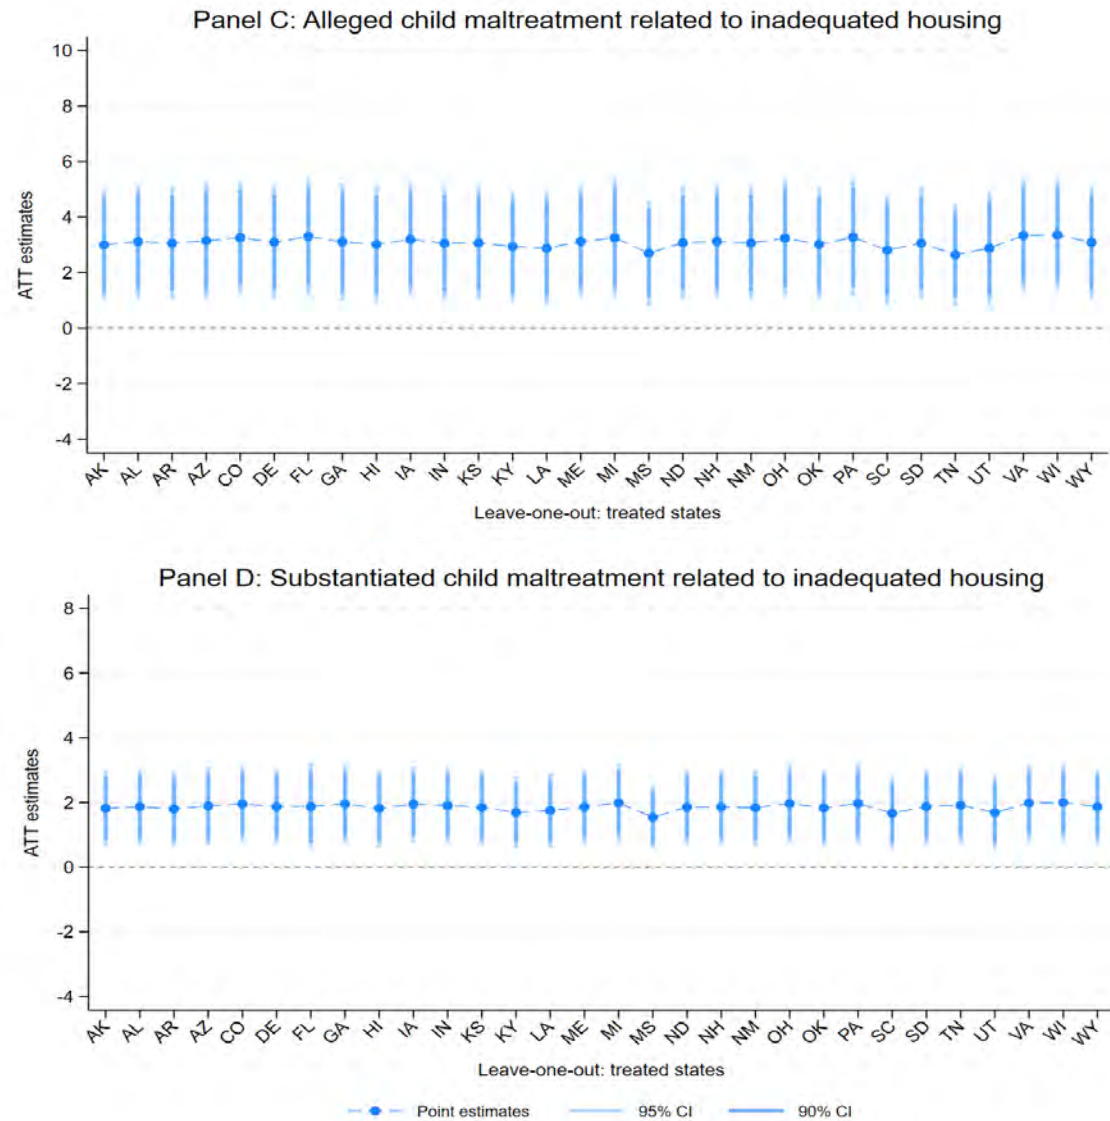 Panel C: Alleged child maltreatment related to inadequated housing
10
8
6
4
2
0
-2
-4
ATT estimates
AK AL AR AZ CO DE FL GA HI IA IN KS KY LA ME MI MS ND NH NM OH OK PA SC SD TN UT VA WI WY
Leave-one-out: treated states
Panel D: Substantiated child maltreatment related to inadequated housing
8
6
4
2
0
-2
-4
ATT estimates
AK AL AR AZ CO DE FL GA HI IA IN KS KY LA ME MI MS ND NH NM OH OK PA SC SD TN UT VA WI WY
Leave-one-out: treated states
Point estimates 95% CI 90% CI